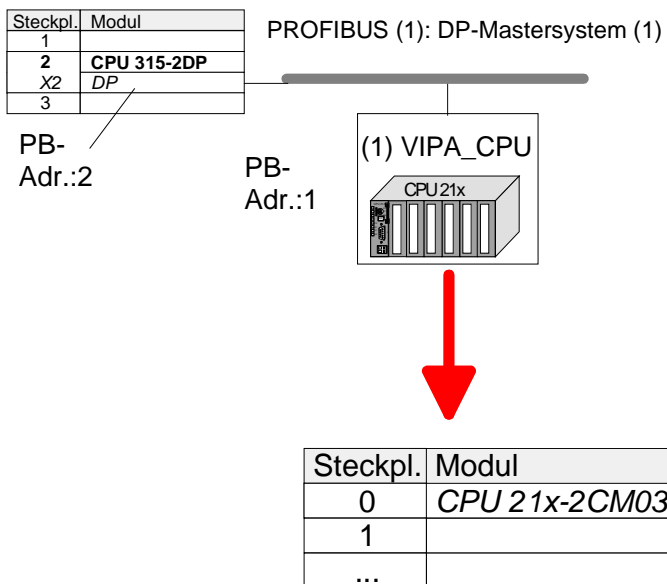 Steckpl. Modul
1
2 CPU 315-2DP
X2 DP
3
PROFIBUS (1): DP-Mastersystem (1)
PB-
Adr.:2
PB-
Adr.:1
(1) VIPA_CPU
CPU 21x
Steckpl. Modul
0 CPU 21x-2CM03
1
...